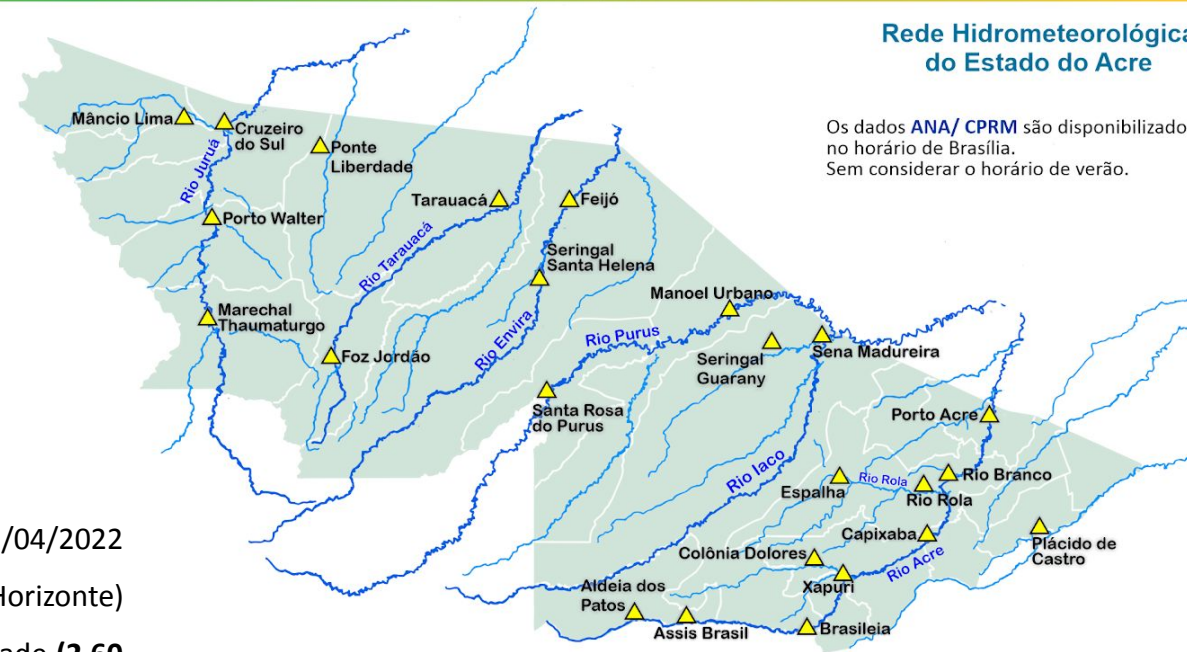 Rede Hidrometeorológica
do Estado do Acre
Os dados ANA/ CPRM são disponibilizado
no horário de Brasília.
Sem considerar o horário de verão.
Mâncio Lima
Cruzeiro
do Sul
Ponte
Liberdade
Rio Juruá
Tarauacá
Feijó
Porto Walter
Rio Tarauacá
Seringal
Santa Helena
Manoel Urbano
Marechal
Thaumaturgo
Rio Envira
Rio Purus
Foz Jordão
Seringal
Guarany
Sena Madureira
Santa Rosa
do Purus
Porto Acre
Rio Iaco
Espalha
Rio Rola
Rio Branco
Rio Rola
Capixaba
Plácido de
Castro
Colônia Dolores
Rio Acre
Xapuri
Aldeia dos
Patos
Assis Brasil
Brasileia
/04/2022
Horizonte)
ade (2,60